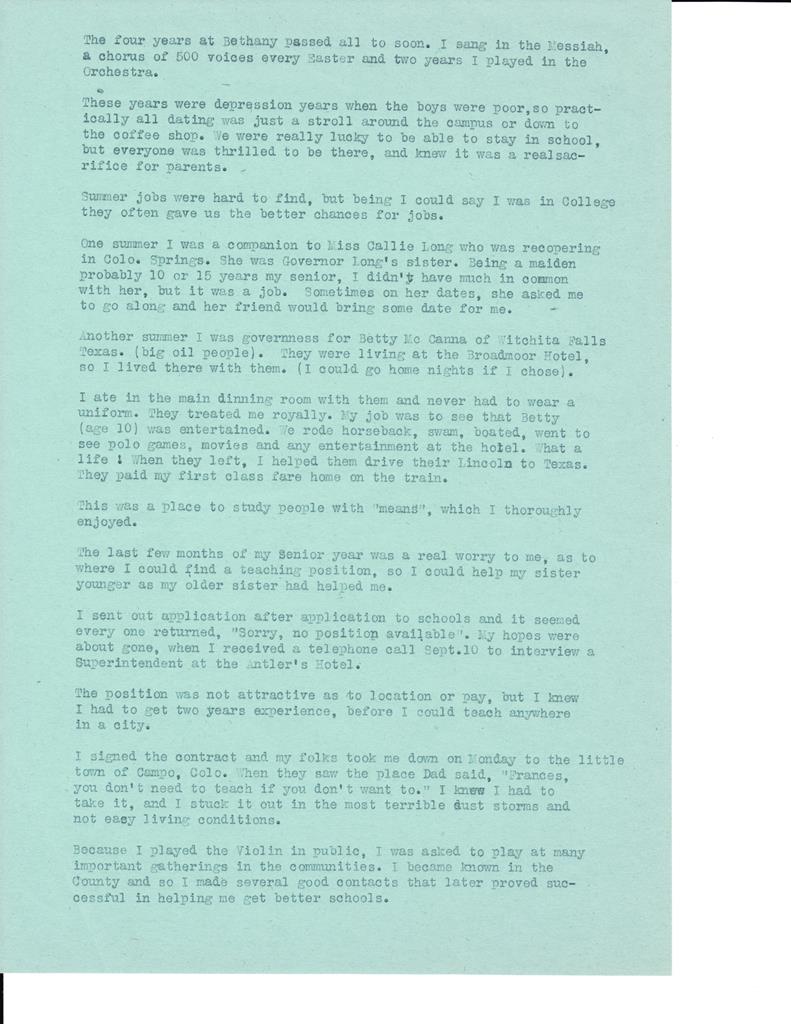 The four years at Bethany passed all to soon. I sang in the Messiah,
a chorus of 500 voices every Easter and two years I played in the
Orchestra.
These years were depression years when the boys were poor,so pract-
ically all dating was just a stroll around the campus or down to
the coffee shop. We were really lucky to be able to stay in school,
but everyone was thrilled to be there, and knew it was a realsac-
rifice for parents.
Summer jobs were hard to find, but being I could say I was in College
they often gave us the better chances for jobs.
One summer I was a companion to Miss Callie Long who was recopering
in Colo. Springs. She was Governor Long's sister. Being a maiden
probably 10 or 15 years my senior, I didn't have much in common
with her, but it was a job. Sometimes on her dates, she asked me
to go along and her friend would bring some date for me.
Another summer I was governness for Betty Mc Canna of Witchita Falls
Texas. (big oil people). They were living at the Broadmoor Hotel,
so I lived there with them. (I could go home nights if I chose).
I ate in the main dinning room with them and never had to wear a
uniform. They treated me royally. My job was to see that Betty
(age 10) was entertained. We rode horseback, swam, boated, went to
see polo games, movies and any entertainment at the hotel. What a
life ! When they left, I helped them drive their Lincoln to Texas.
They paid my first class fare home on the train.
This was a place to study people with "means", which I thoroughly
enjoyed.
The last few months of my Senior year was a real worry to me, as to
where I could find a teaching position, so I could help my sister
younger as my older sister had helped me.
I sent out application after application to schools and it seemed
every one returned, "Sorry, no position available". My hopes were
about gone, when I received a telephone call Sept.10 to interview a
Superintendent at the Antler's Hotel.
The position was not attractive as to location or pay, but I knew
I had to get two years experience, before I could teach anywhere
in a city.
I signed the contract and my folks took me down on Monday to the little
town of Campo, Colo. When they saw the place Dad said, "Frances,
you don't need to teach if you don't want to." I knew I had to
take it, and I stuck it out in the most terrible dust storms and
not easy living conditions.
Because I played the Violin in public, I was asked to play at many
important gatherings in the communities. I became known in the
County and so I made several good contacts that later proved suc-
cessful in helping me get better schools.